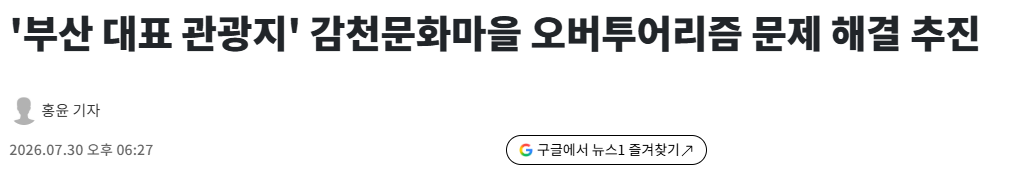 '부산 대표 관광지' 감천문화마을 오버투어리즘 문제 해결 추진
홍윤 기자
2026.07.30 오후 06:27
구글에서 뉴스1 즐겨찾기↗